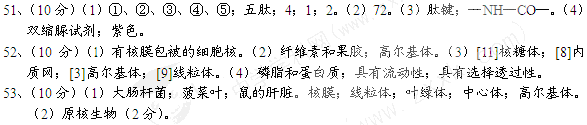 51、(10分)(1)①、②、③、④、⑤；五肽；4；1；2。(2)72。(3)肽键；—NH—CO—。(4)
双缩脲试剂；紫色。
52、(10分)(1)有核膜包被的细胞核。(2)纤维素和果胶；高尔基体。(3)[11]核糖体；[8]内
质网；[3]高尔基体；[9]线粒体。(4)磷脂和蛋白质；具有流动性；具有选择透过性。
53、(10分)(1)大肠杆菌；菠菜叶；鼠的肝脏。核膜；线粒体；叶绿体；中心体；高尔基体。
(2)原核生物(2分)。